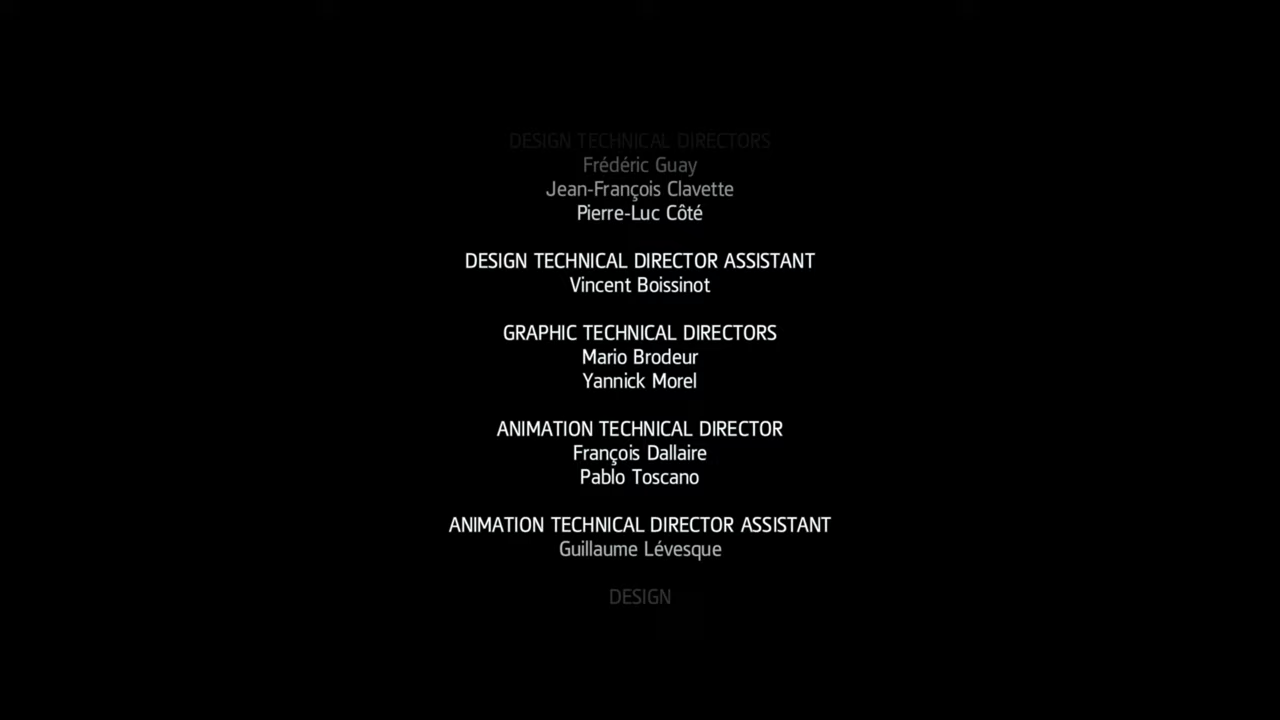 DESIGN TECHNICAL DIRECTORS
Frédéric Guay
Jean-François Clavette
Pierre-Luc Côté
DESIGN TECHNICAL DIRECTOR ASSISTANT
Vincent Boissinot
GRAPHIC TECHNICAL DIRECTORS
Mario Brodeur
Yannick Morel
ANIMATION TECHNICAL DIRECTOR
François Dallaire
Pablo Toscano
ANIMATION TECHNICAL DIRECTOR ASSISTANT
Guillaume Lévesque
DESIGN